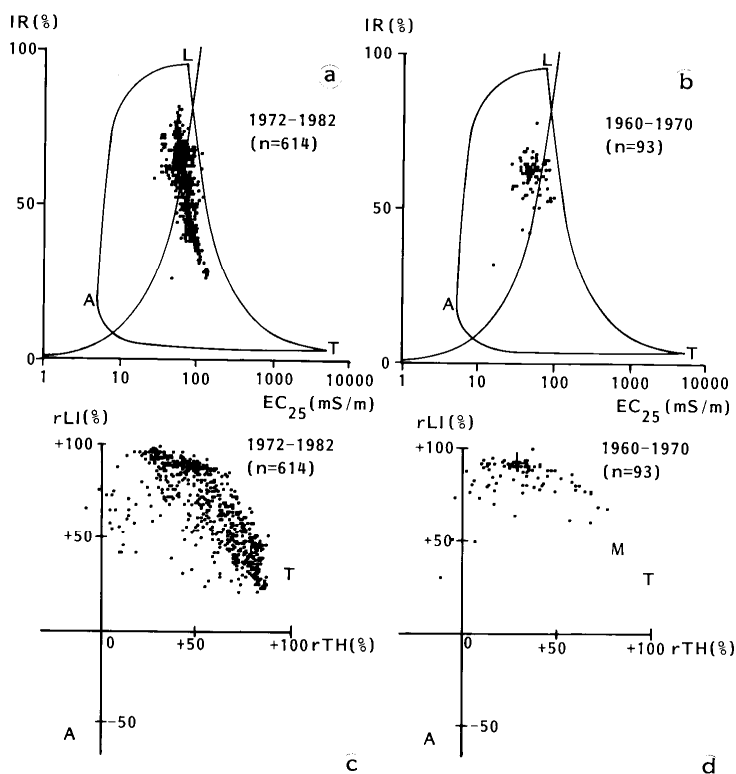 IR(%)
100
50
0
1 10 100 1000 10000
EC25(mS/m)
L
A
T
a
1972-1982
(n=614)
IR(%)
100
50
0
1 10 100 1000 10000
EC25(mS/m)
L
A
T
b
1960-1970
(n=93)
rLI(%)
+100
+50
0 +50 +100 rTH(%)
-50
T
A
1972-1982
(n=614)
c
rLI(%)
+100
+50
0 +50 +100 rTH(%)
-50
M
T
A
1960-1970
(n=93)
d